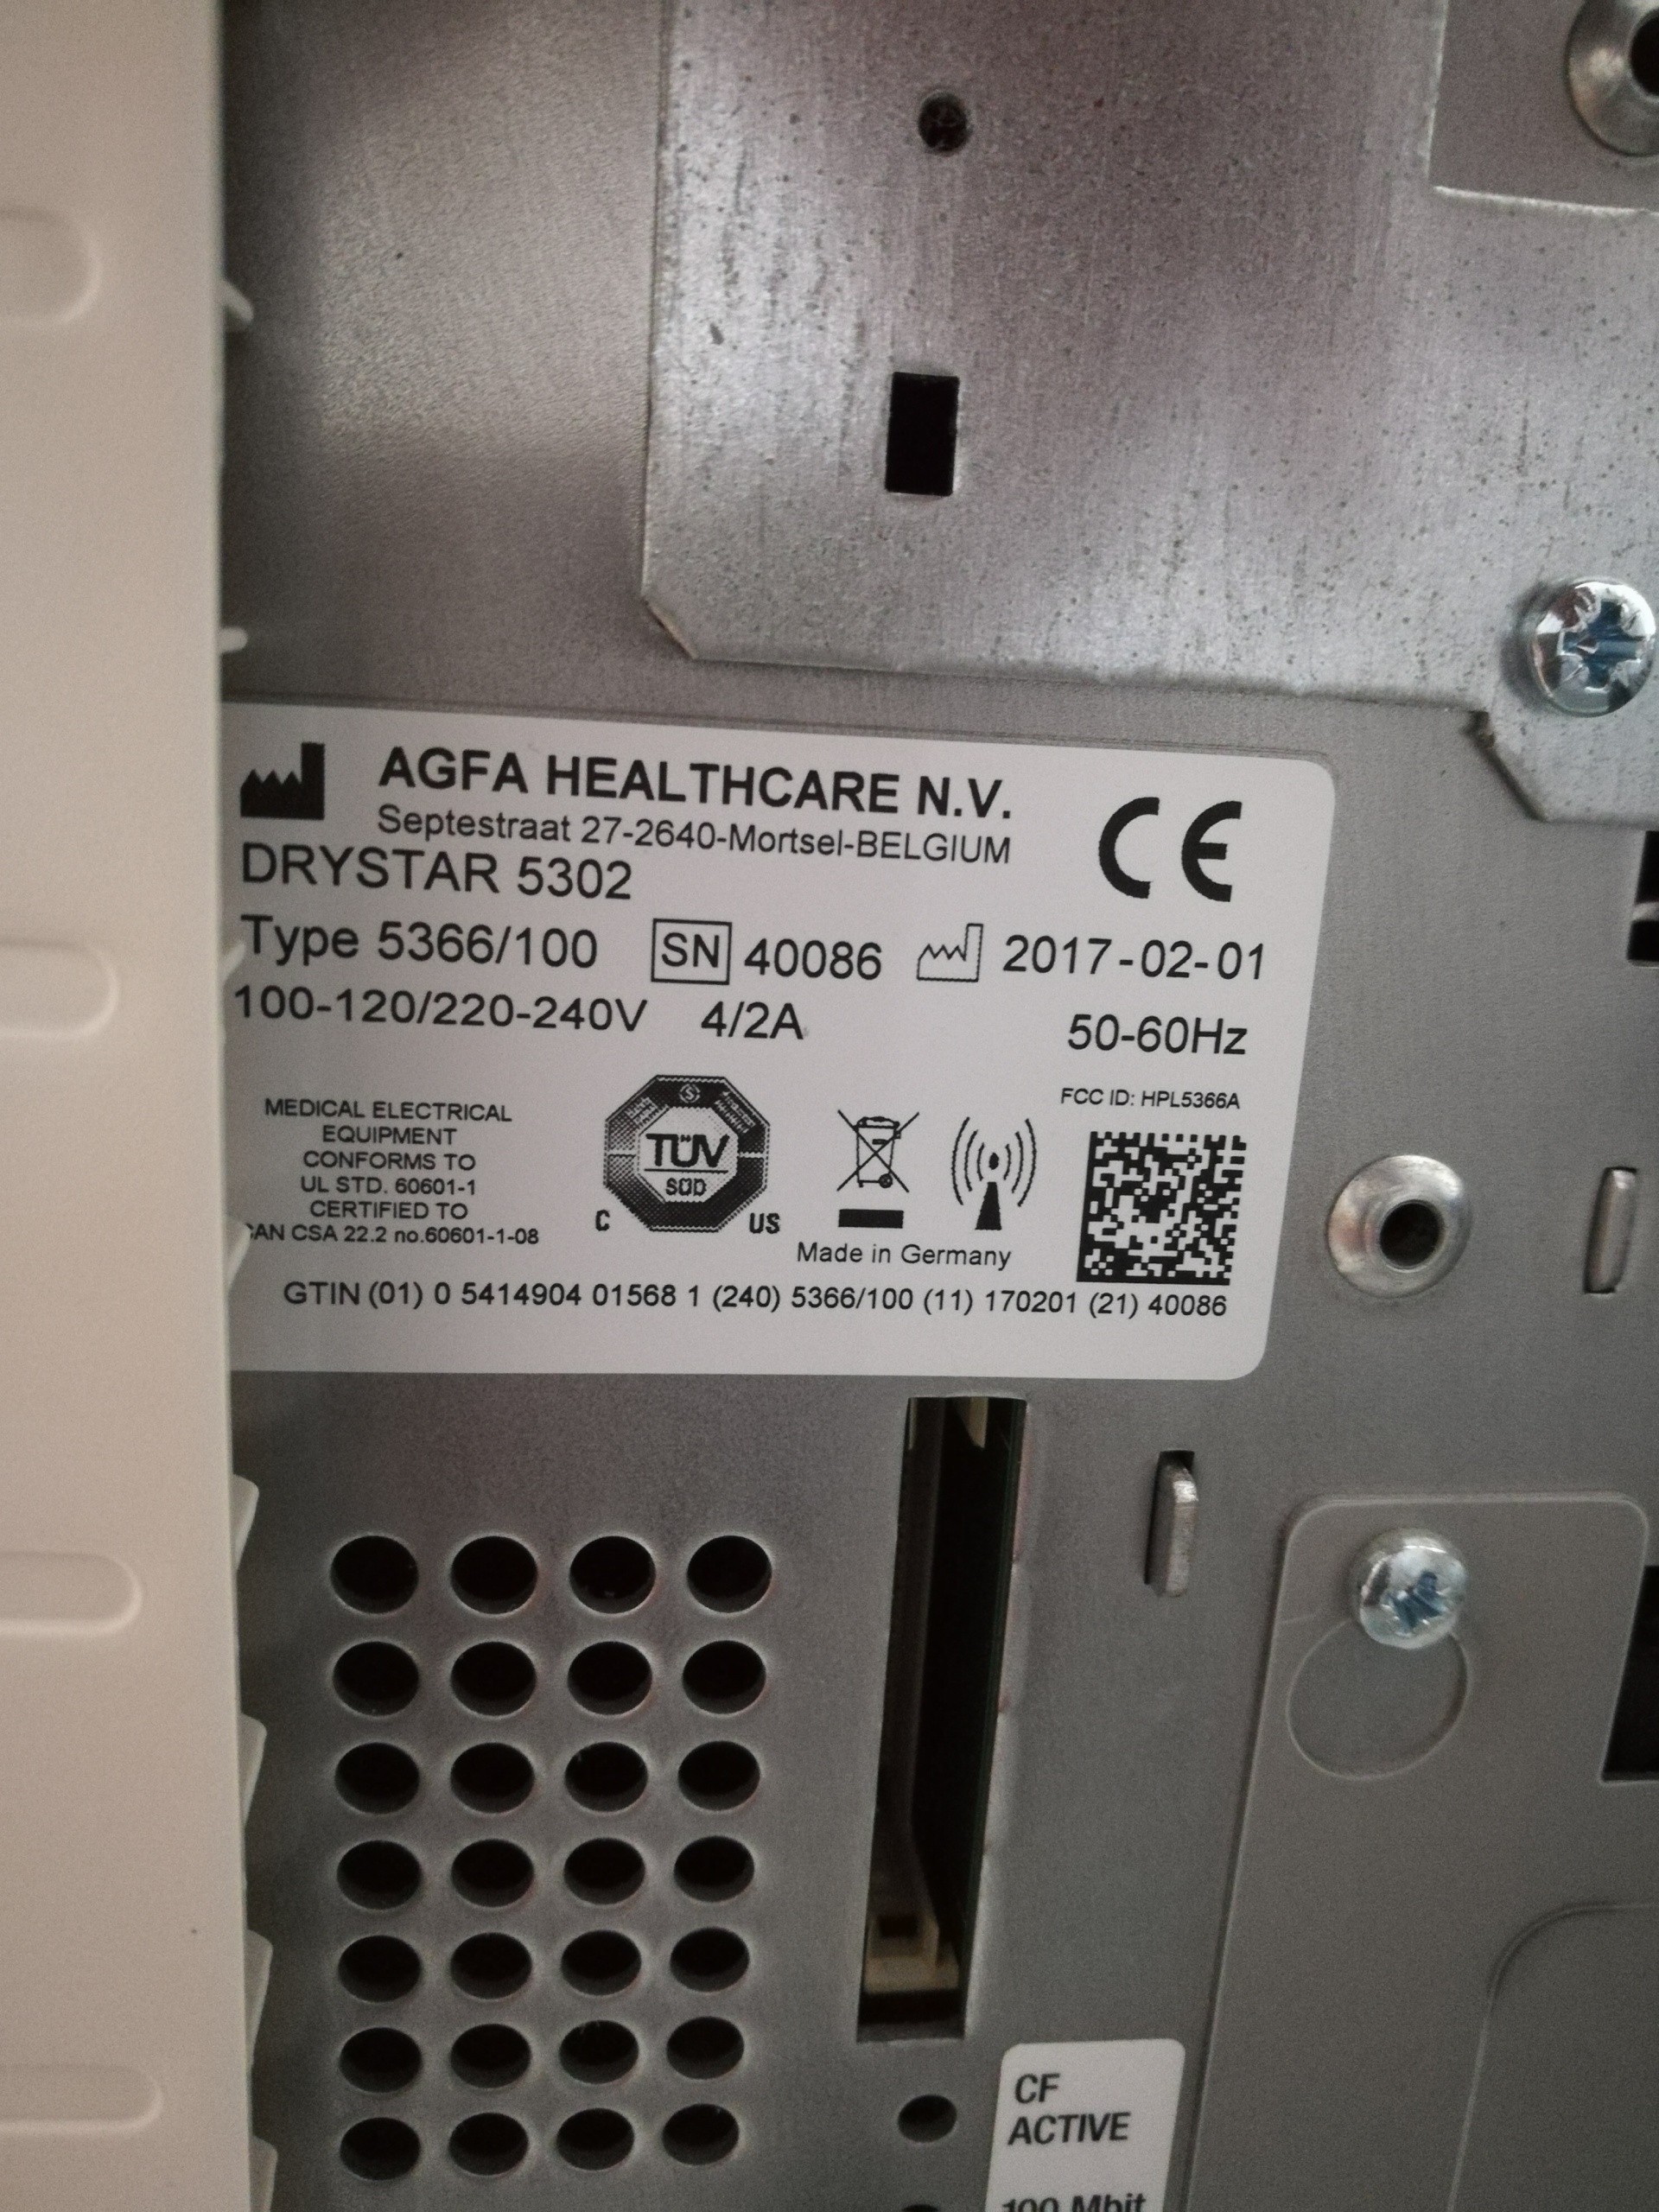 AGFA HEALTHCARE N.V.
Septestraat 27-2640-Mortsel-BELGIUM
CE
DRYSTAR 5302
Type 5366/100 SN 40086 2017-02-01
100-120/220-240V 4/2A 50-60Hz
FCC ID: HPL5366A
MEDICAL ELECTRICAL
EQUIPMENT
CONFORMS TO
UL STD. 60601-1
CERTIFIED TO
CAN CSA 22.2 no.60601-1-08
TÜV
SÜD
C US
Made in Germany
GTIN (01) 0 5414904 01568 1 (240) 5366/100 (11) 170201 (21) 40086
CF
ACTIVE
100 Mbit